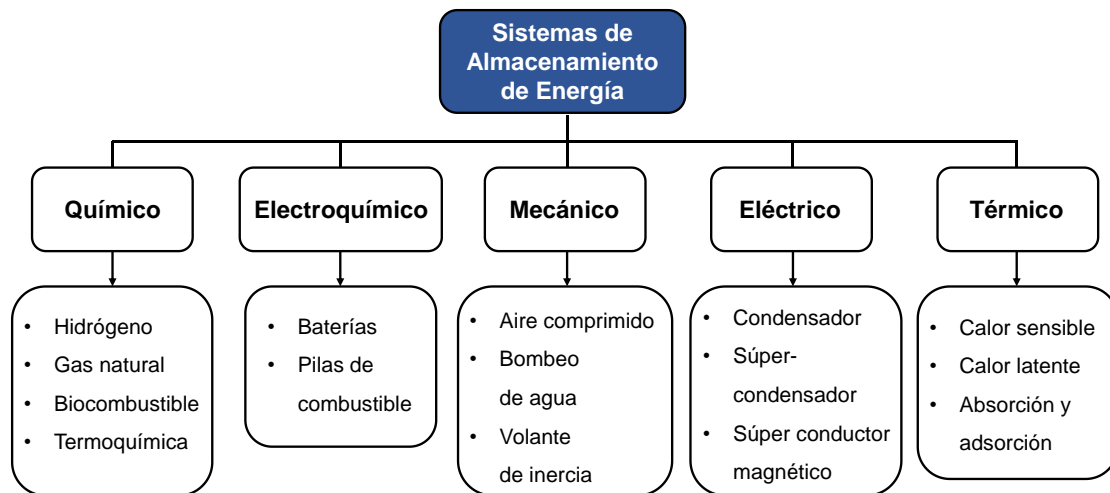 Sistemas de
Almacenamiento
de Energía
Químico
Electroquímico
Mecánico
Eléctrico
Térmico
• Hidrógeno
• Gas natural
• Biocombustible
• Termoquímica
• Baterías
• Pilas de
combustible
• Aire comprimido
• Bombeo
de agua
• Volante
de inercia
• Condensador
• Súper-
condensador
• Súper conductor
magnético
• Calor sensible
• Calor latente
• Absorción y
adsorción